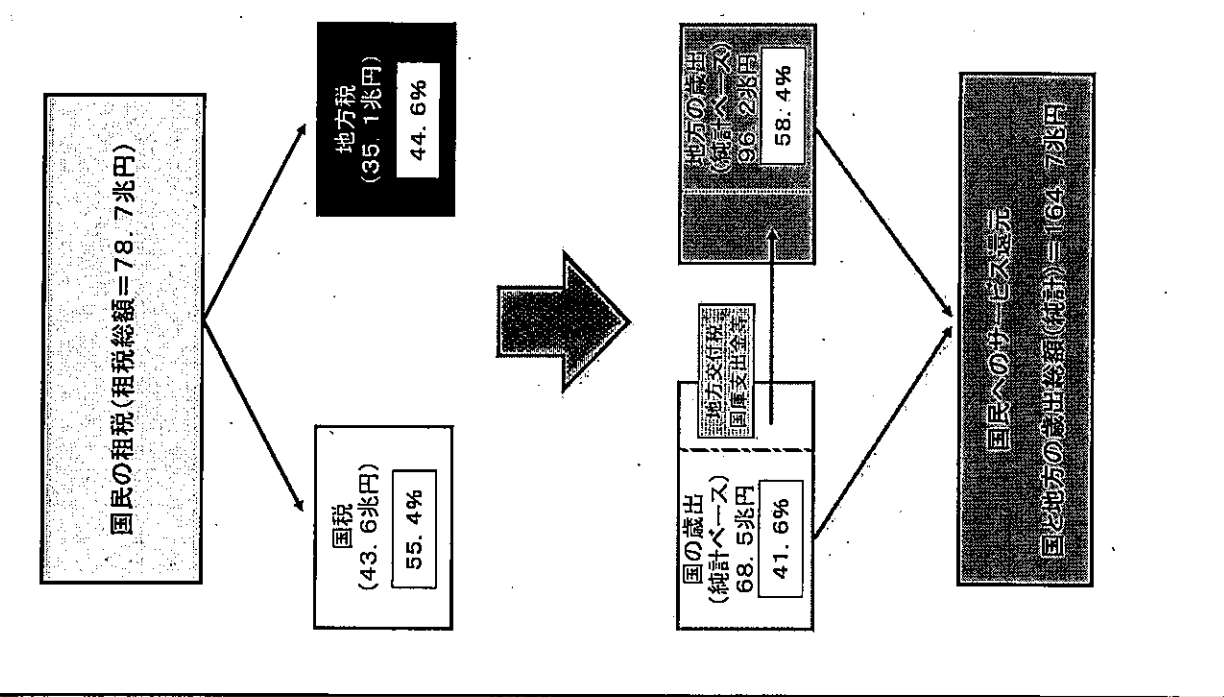 国民の租税(租税総額=78.7兆円)
国税
(43.6兆円)
55.4%
地方税
(35.1兆円)
44.6%
国の歳出
(純計ベース)
68.5兆円
41.6%
地方交付税
国庫支出金等
地方の歳出
(純計ベース)
96.2兆円
58.4%
国民へのサービス還元
国と地方の歳出総額(純計)=164.7兆円